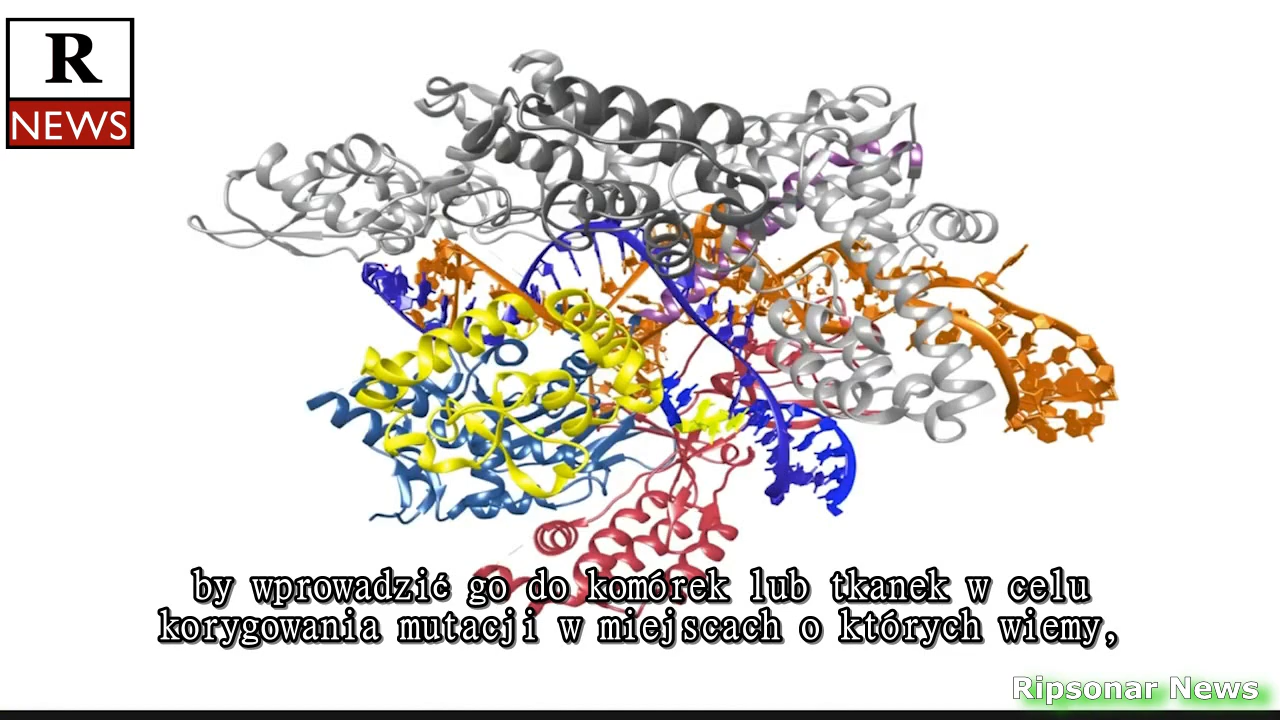 R
NEWS
by wprowadzić go do komórek lub tkanek w celu
korygowania mutacji w miejscach o których wiemy,
Ripsonar News